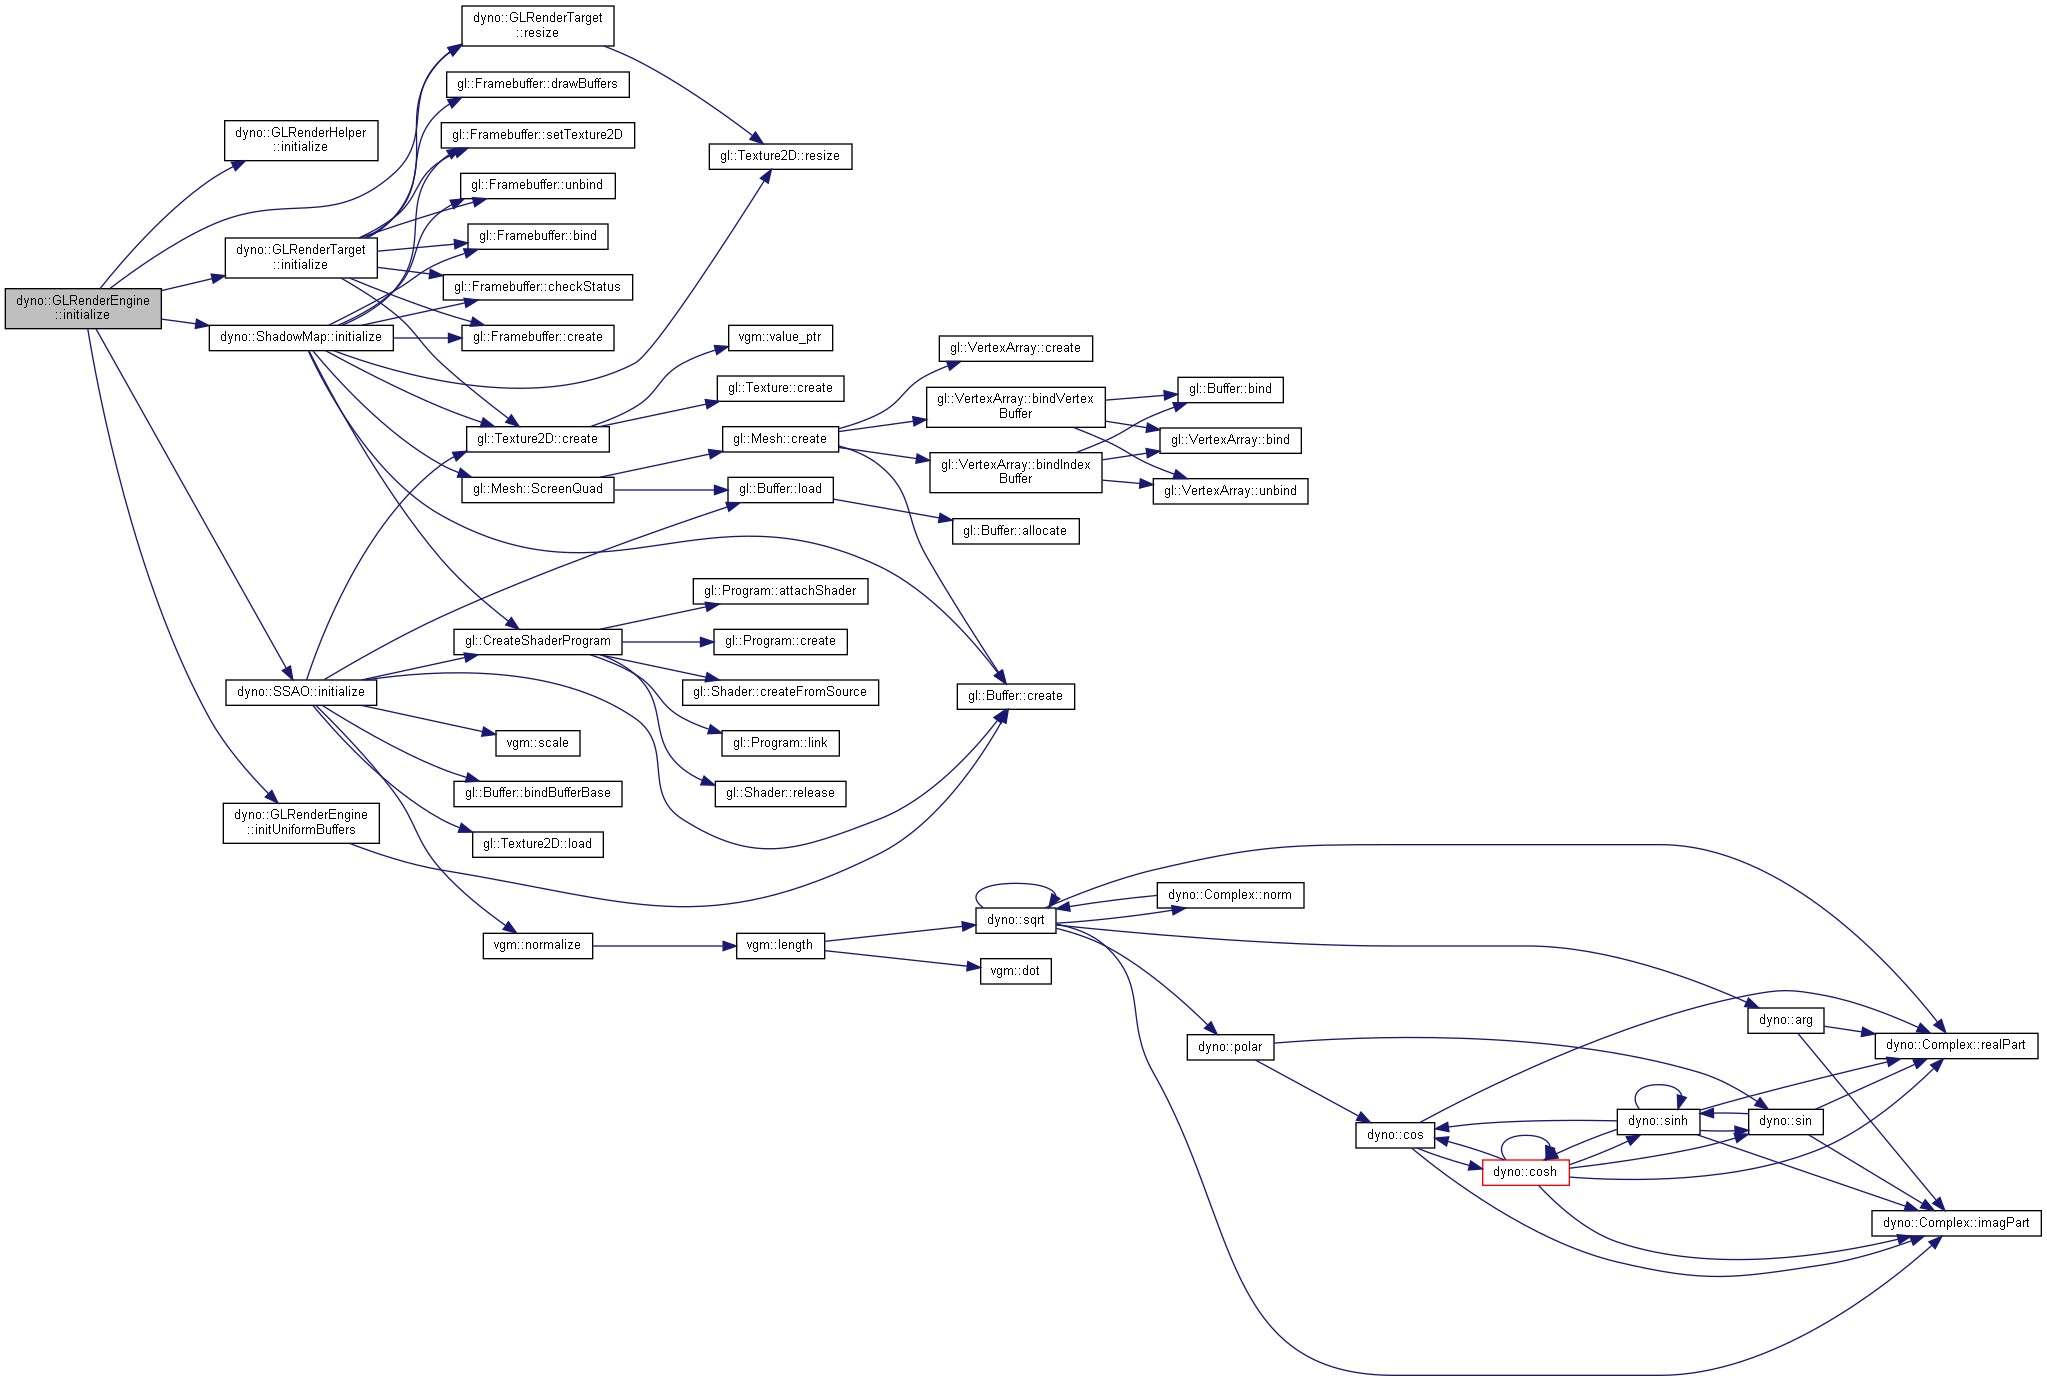 dyno::GLRenderEngine
::initialize
dyno::GLRenderHelper
::initialize
dyno::GLRenderTarget
::initialize
dyno::ShadowMap::initialize
dyno::SSAO::initialize
dyno::GLRenderEngine
::initUniformBuffers
dyno::GLRenderTarget
::resize
gl::Framebuffer::drawBuffers
gl::Framebuffer::setTexture2D
gl::Framebuffer::unbind
gl::Framebuffer::bind
gl::Framebuffer::checkStatus
gl::Framebuffer::create
gl::Texture2D::create
gl::Mesh::ScreenQuad
gl::CreateShaderProgram
vgm::scale
gl::Buffer::bindBufferBase
gl::Texture2D::load
vgm::normalize
gl::Texture2D::resize
vgm::value_ptr
gl::Texture::create
gl::Mesh::create
gl::Buffer::load
gl::Program::attachShader
gl::Program::create
gl::Shader::createFromSource
gl::Program::link
gl::Shader::release
vgm::length
gl::VertexArray::create
gl::VertexArray::bindVertex
Buffer
gl::VertexArray::bindIndex
Buffer
gl::Buffer::allocate
gl::Buffer::create
dyno::sqrt
vgm::dot
gl::Buffer::bind
gl::VertexArray::bind
gl::VertexArray::unbind
dyno::Complex::norm
dyno::polar
dyno::cos
dyno::cosh
dyno::sinh
dyno::arg
dyno::sin
dyno::Complex::realPart
dyno::Complex::imagPart